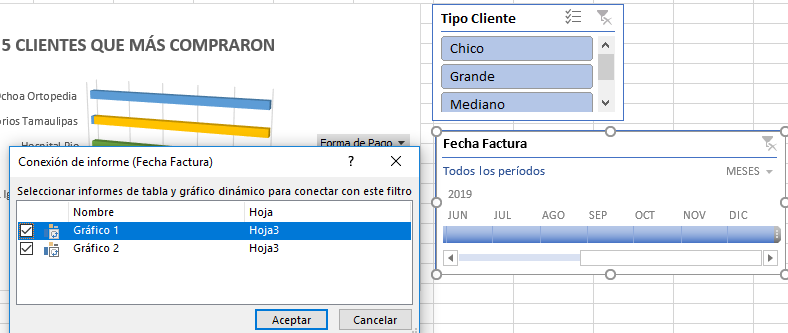 5 CLIENTES QUE MÁS COMPRARON
Ochoa Ortopedia
orios Tamaulipas
Hospital Pio
Forma de Pago
Tipo Cliente
Chico
Grande
Mediano
Fecha Factura
Todos los períodos
MESES
2019
JUN JUL AGO SEP OCT NOV DIC
Conexión de informe (Fecha Factura)
?
Seleccionar informes de tabla y gráfico dinámico para conectar con este filtro
Nombre Hoja
Gráfico 1 Hoja3
Gráfico 2 Hoja3
Aceptar Cancelar